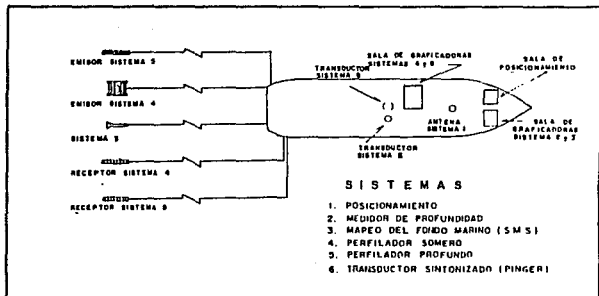 EMISOR SISTEMA 5
EMISOR SISTEMA 4
SISTEMA 3
RECEPTOR SISTEMA 4
RECEPTOR SISTEMA 5
TRANSDUCTOR
SISTEMA 6
SALA DE GRAFICADORAS
SISTEMAS 4 y 5
SALA DE
POSICIONAMIENTO
ANTENA
SISTEMA 1
TRANSDUCTOR
SISTEMA 2
SALA DE
GRAFICADORAS
SISTEMA 2 y 3
SISTEMAS
1. POSICIONAMIENTO
2. MEDIDOR DE PROFUNDIDAD
3. MAPEO DEL FONDO MARINO (SMS)
4. PERFILADOR SOMERO
5. PERFILADOR PROFUNDO
6. TRANSDUCTOR SINTONIZADO (PINGER)